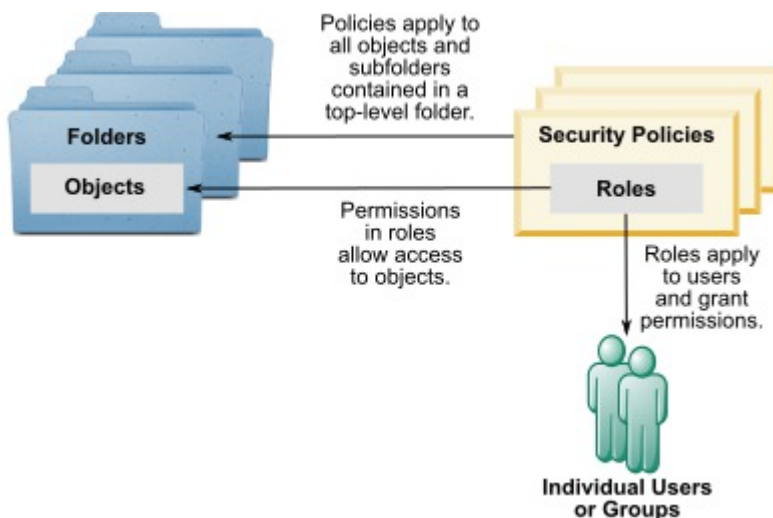 Policies apply to
all objects and
subfolders
contained in a
top-level folder.
Folders
Security Policies
Objects
Roles
Permissions
in roles
allow access
to objects.
Roles apply
to users
and grant
permissions.
Individual Users
or Groups